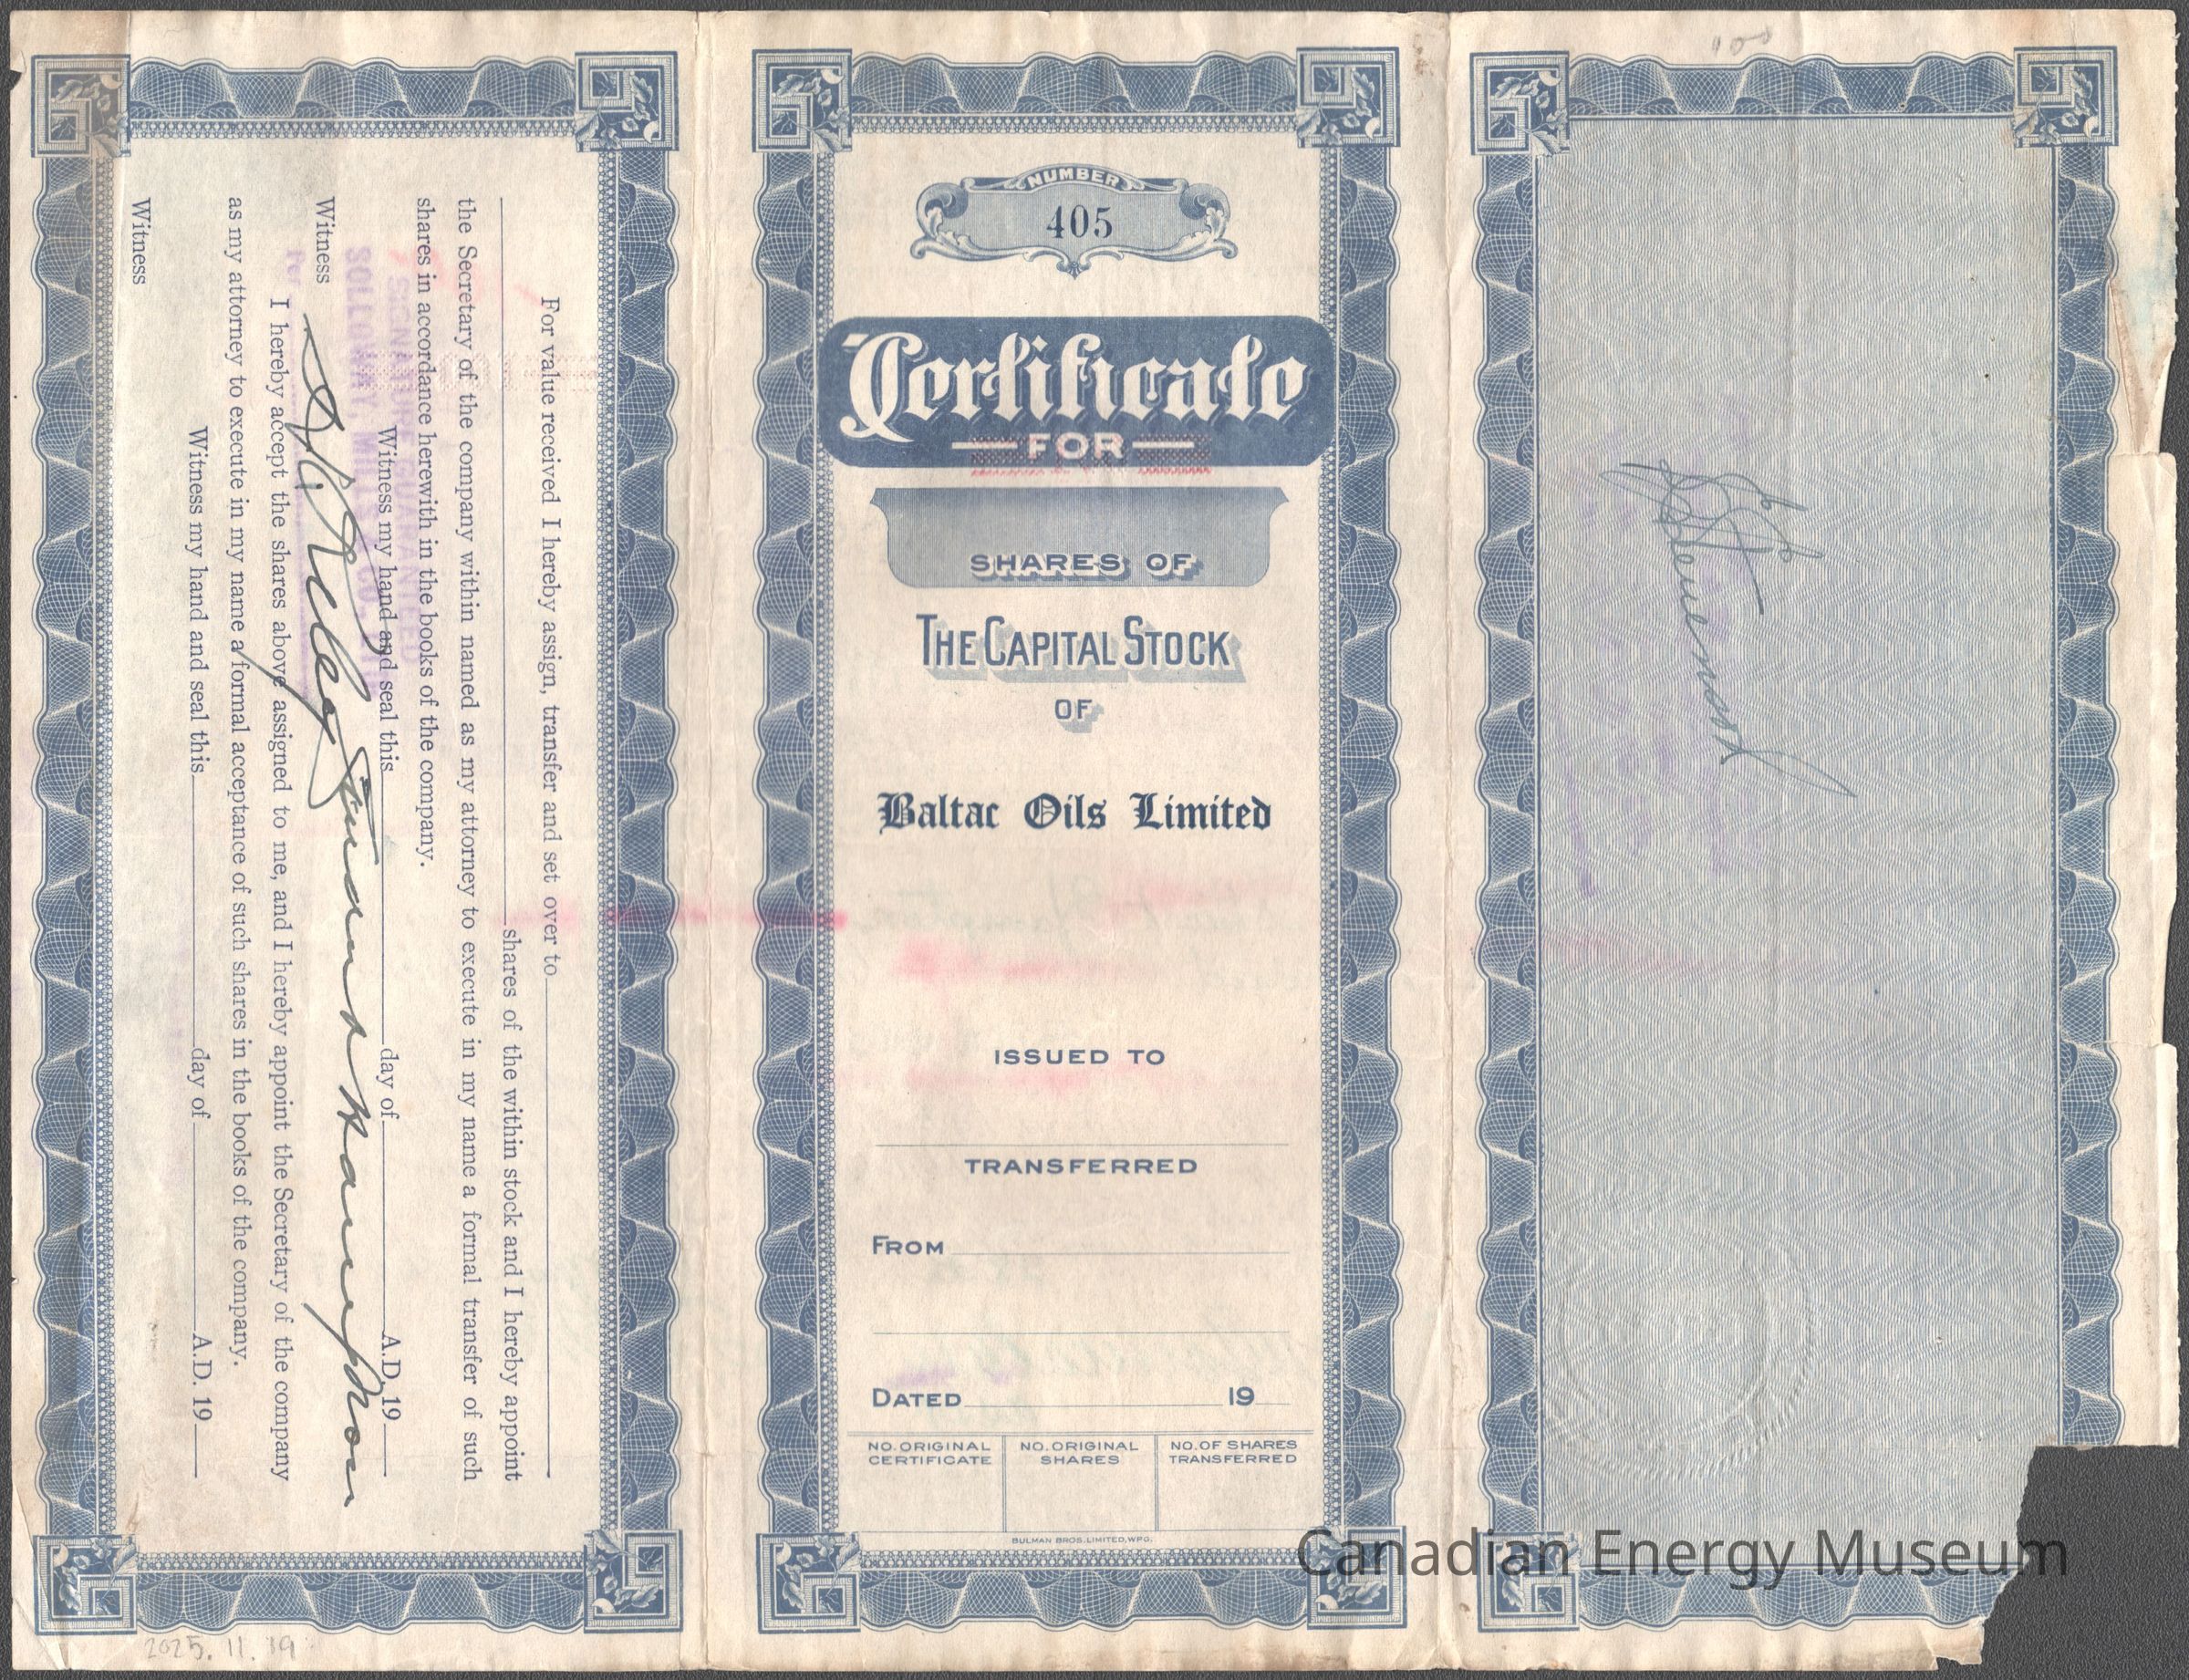 For value received I hereby assign, transfer and set over to
shares of the within stock and I hereby appoint
the Secretary of the company within named as my attorney to execute in my name a formal transfer of such
shares in accordance herewith in the books of the company.
SIGNATURE GUARANTEED
Witness my hand and seal this day of A.D. 19
SOLLOWAY, MILLS & CO. LTD.
Witness
Per
I hereby accept the shares above assigned to me, and I hereby appoint the Secretary of the company
as my attorney to execute in my name a formal acceptance of such shares in the books of the company.
Witness my hand and seal this day of A.D. 19
Witness
2025.11.19
NUMBER
405
Certificate
FOR
SHARES OF
THE CAPITAL STOCK
OF
Baltac Oils Limited
ISSUED TO
TRANSFERRED
FROM
DATED 19
NO. ORIGINAL CERTIFICATE
NO. ORIGINAL SHARES
NO. OF SHARES TRANSFERRED
BULMAN BROS. LIMITED, WPG.
Canadian Energy Museum